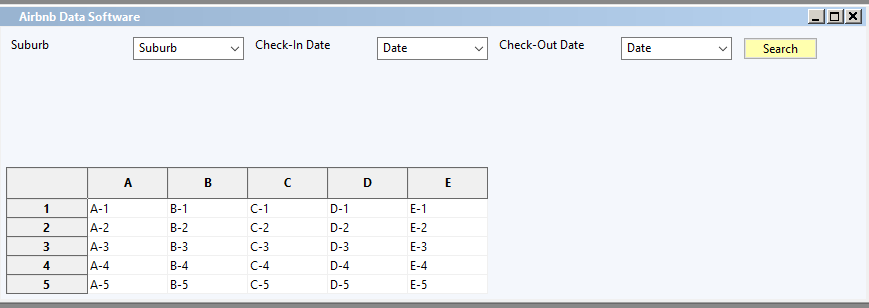 Airbnb Data Software
Suburb Suburb Check-In Date Date Check-Out Date Date Search
A B C D E
1 A-1 B-1 C-1 D-1 E-1
2 A-2 B-2 C-2 D-2 E-2
3 A-3 B-3 C-3 D-3 E-3
4 A-4 B-4 C-4 D-4 E-4
5 A-5 B-5 C-5 D-5 E-5